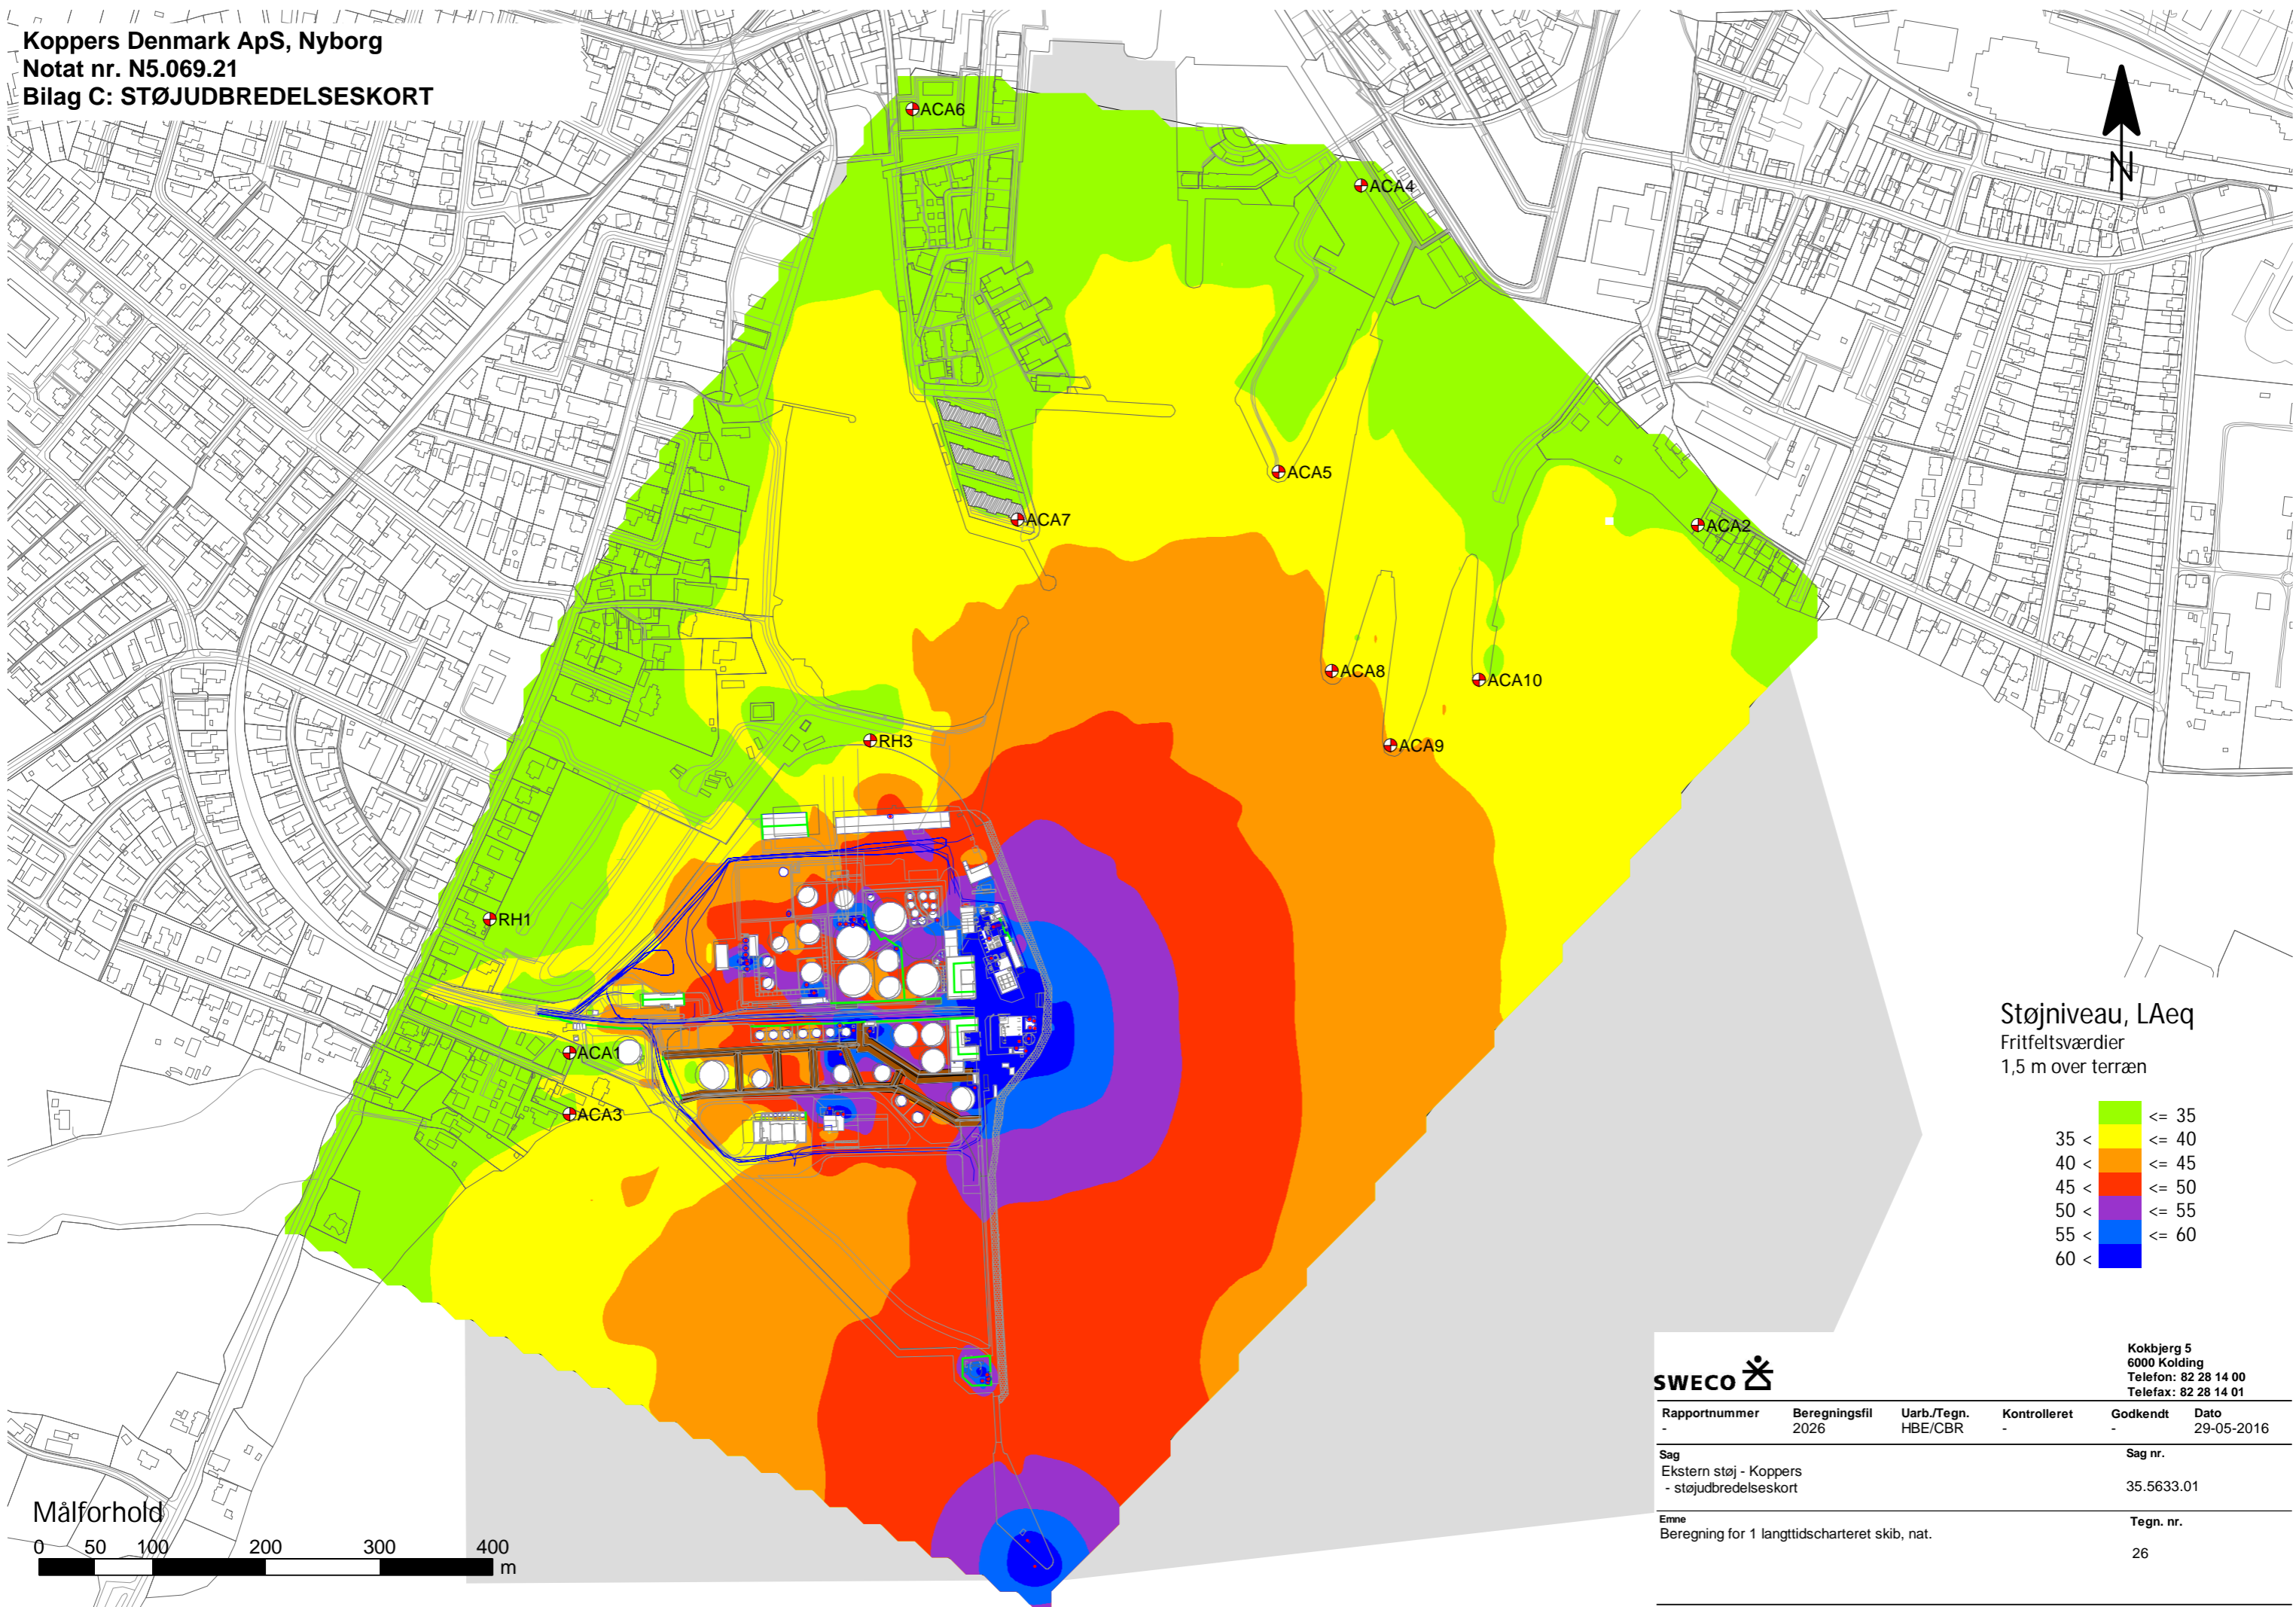 Koppers Denmark ApS, Nyborg
Notat nr. N5.069.21
Bilag C: STØJUDBREDELSESKORT
N
ACA6
ACA4
ACA5
ACA7
ACA2
ACA8
ACA10
RH3
ACA9
RH1
ACA1
ACA3
Støjniveau, LAeq
Fritfeltsværdier
1,5 m over terræn
<= 35
35 < <= 40
40 < <= 45
45 < <= 50
50 < <= 55
55 < <= 60
60 <
Målforhold
0 50 100 200 300 400
m
SWECO
Kokbjerg 5
6000 Kolding
Telefon: 82 28 14 00
Telefax: 82 28 14 01
Rapportnummer Beregningsfil Uarb./Tegn. Kontrolleret Godkendt Dato
- 2026 HBE/CBR - - 29-05-2016
Sag Sag nr.
Ekstern støj - Koppers
- støjudbredelseskort 35.5633.01
Emne Tegn. nr.
Beregning for 1 langttidscharteret skib, nat.
26